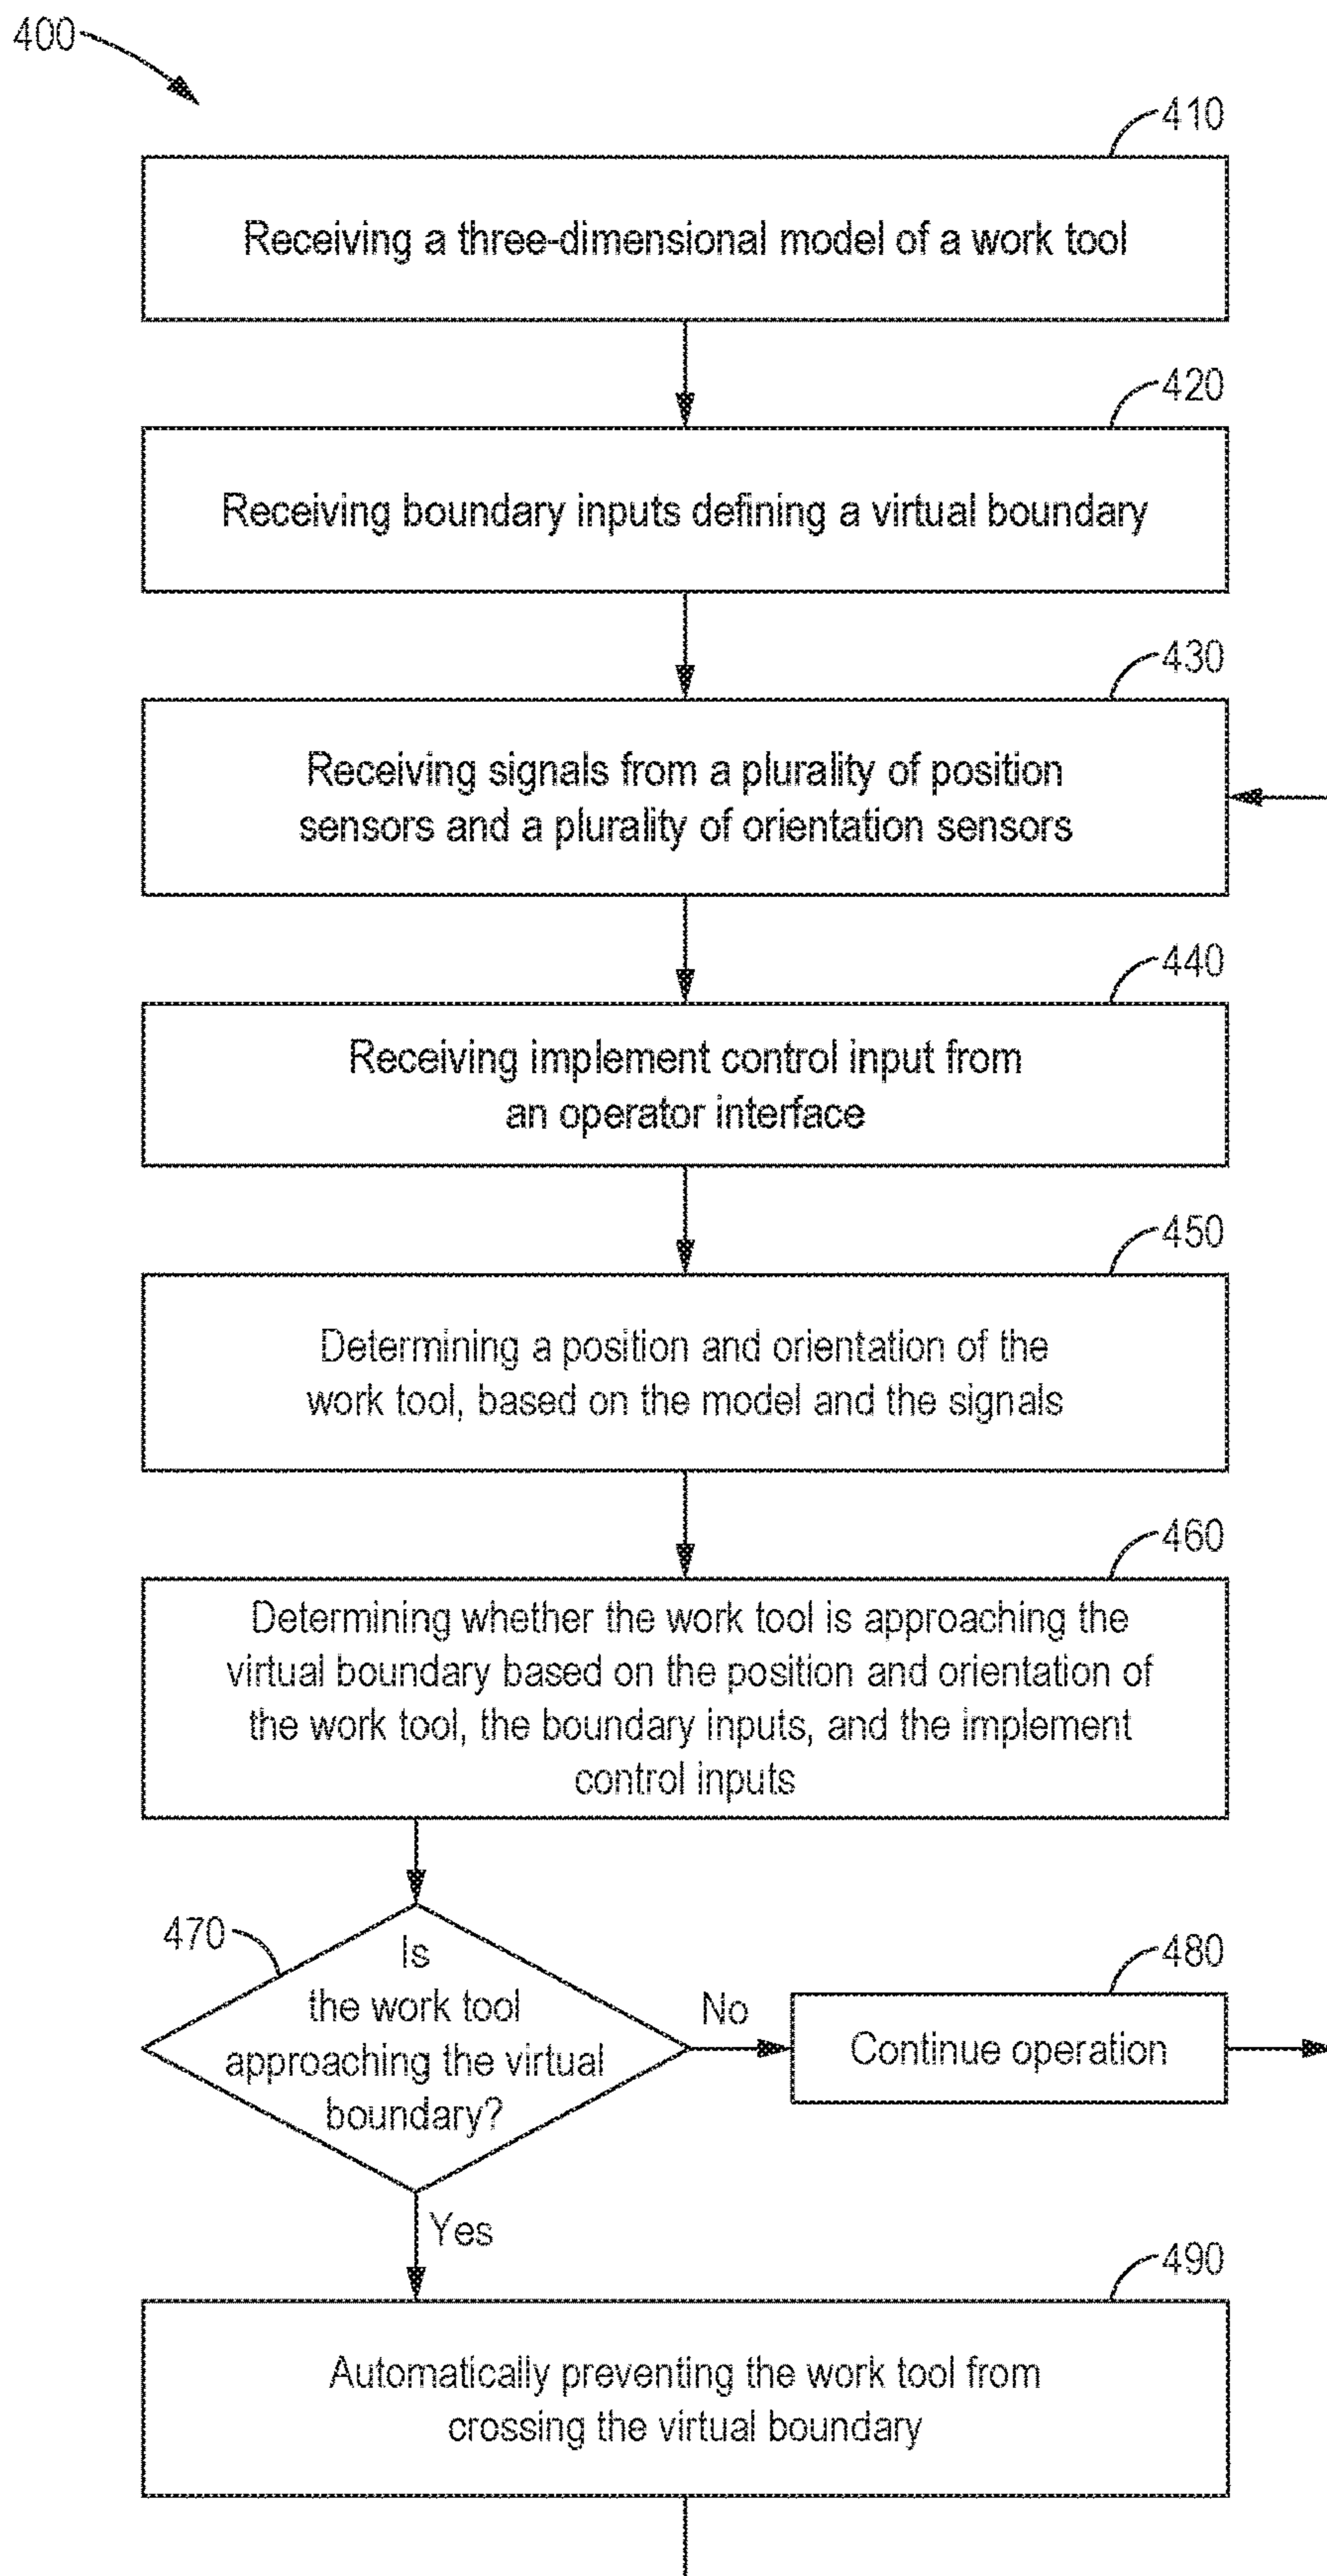 400
410
Receiving a three-dimensional model of a work tool
420
Receiving boundary inputs defining a virtual boundary
430
Receiving signals from a plurality of position
sensors and a plurality of orientation sensors
440
Receiving implement control input from
an operator interface
450
Determining a position and orientation of the
work tool, based on the model and the signals
460
Determining whether the work tool is approaching the
virtual boundary based on the position and orientation of
the work tool, the boundary inputs, and the implement
control inputs
470
Is
the work tool
approaching the virtual
boundary?
No
480
Continue operation
Yes
490
Automatically preventing the work tool from
crossing the virtual boundary